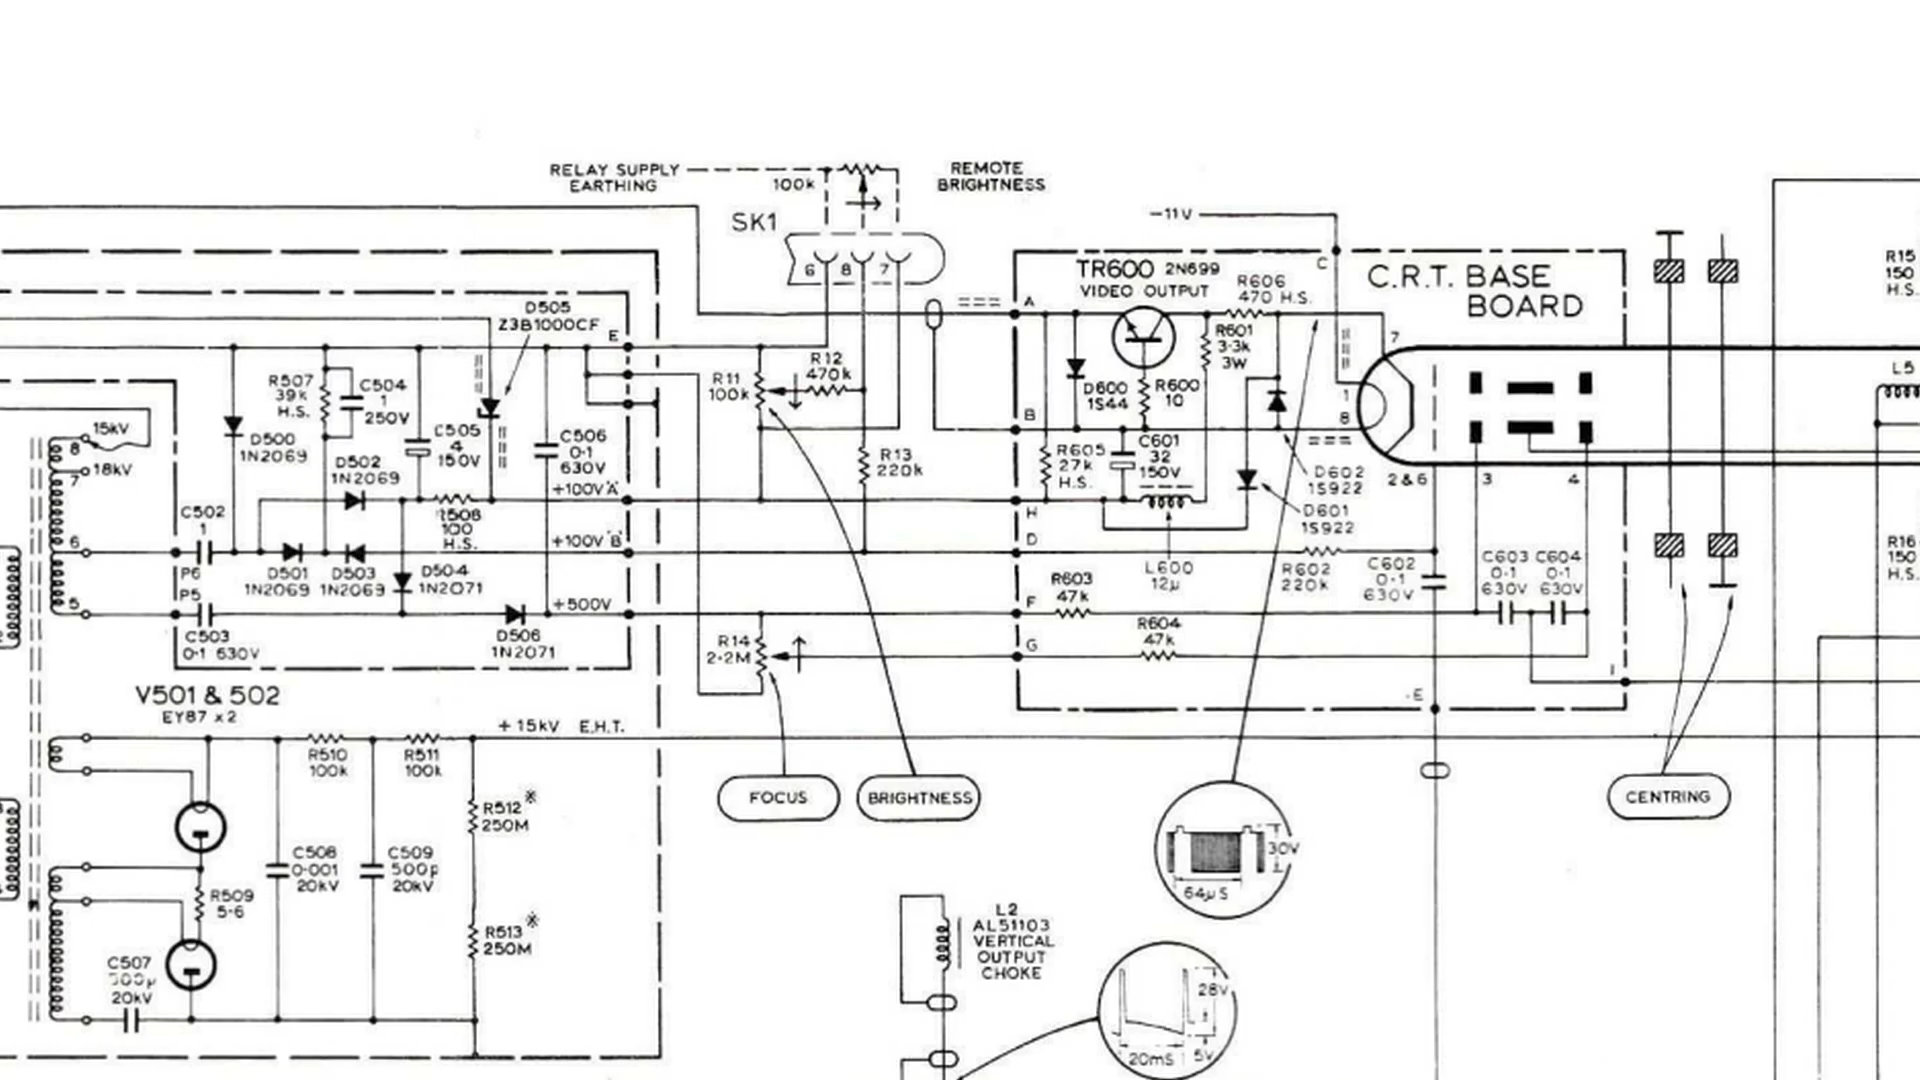 RELAY SUPPLY
EARTHING
100k
REMOTE
BRIGHTNESS
SK1
6 8 7
-11V
C
TR600 2N699
VIDEO OUTPUT
R606
470 H.S.
C.R.T. BASE
BOARD
R15
150
H.S.
D505
Z3B1000CF
E
A
R601
3·3k
3W
7
R507
39k
H.S.
C504
1
250V
R11
100k
R12
470k
D600
1S44
R600
10
1
8
L5
15kV
8
18kV
7
D500
1N2069
C505
4
150V
C506
0·1
630V
B
R605
27k
H.S.
C601
32
150V
D602
1S922
D601
1S922
2&6
3
4
D502
1N2069
R13
220k
+100V'A'
H
C502
1
R508
100
H.S.
+100V'B'
D
6
P6
P5
5
D501
1N2069
D503
1N2069
D504
1N2071
L600
12µ
R602
220k
C602
0·1
630V
C603
0·1
630V
C604
0·1
630V
R16
150
H.S.
R603
47k
+500V
F
C503
0·1 630V
D506
1N2071
R14
2·2M
R604
47k
G
I
E
V501 & 502
EY87 x 2
+15kV E.H.T.
R510
100k
R511
100k
FOCUS
BRIGHTNESS
CENTRING
R512※
250M
30V
64µS
C508
0·001
20kV
C509
500p
20kV
R509
5·6
R513※
250M
L2
AL51103
VERTICAL
OUTPUT
CHOKE
C507
20kV
28V
20mS
5V